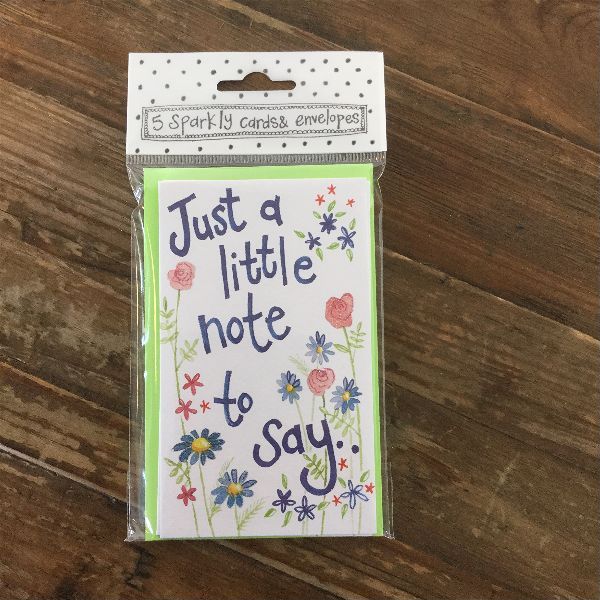 5 Sparkly cards & envelopes
Just a
little
note
to
say..